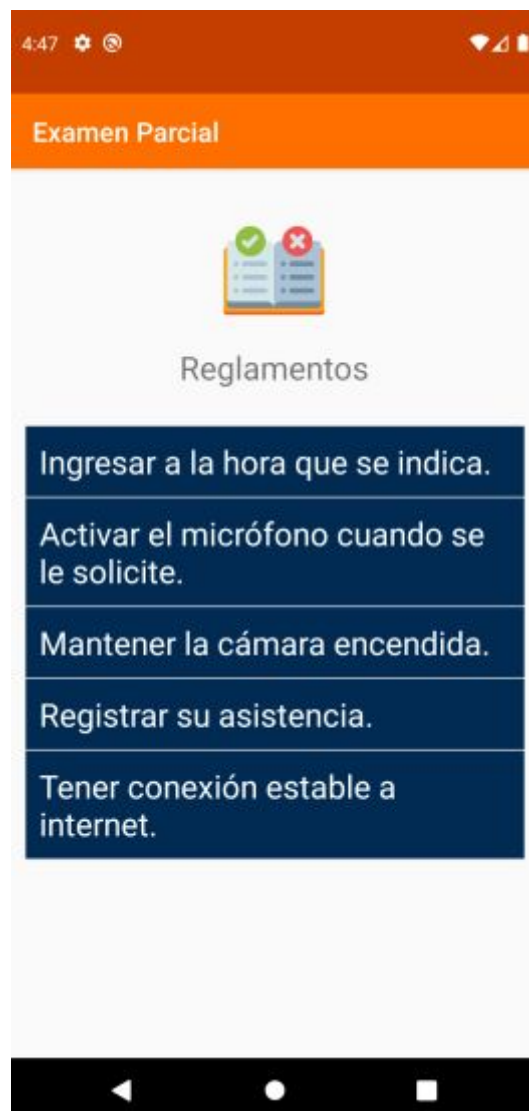 4:47
Examen Parcial
Reglamentos
Ingresar a la hora que se indica.
Activar el micrófono cuando se
le solicite.
Mantener la cámara encendida.
Registrar su asistencia.
Tener conexión estable a
internet.